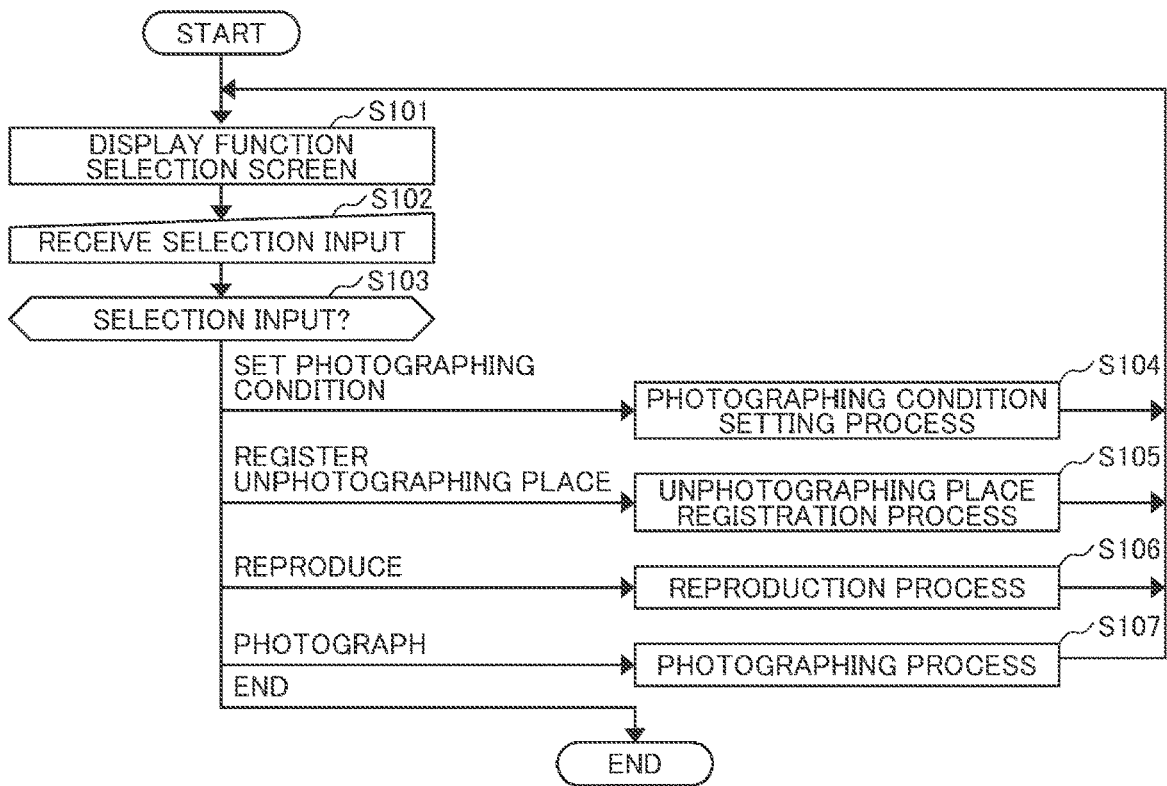 START
S101
DISPLAY FUNCTION
SELECTION SCREEN
S102
RECEIVE SELECTION INPUT
S103
SELECTION INPUT?
SET PHOTOGRAPHING
CONDITION
S104
PHOTOGRAPHING CONDITION
SETTING PROCESS
REGISTER
UNPHOTOGRAPHING PLACE
S105
UNPHOTOGRAPHING PLACE
REGISTRATION PROCESS
REPRODUCE
S106
REPRODUCTION PROCESS
PHOTOGRAPH
S107
PHOTOGRAPHING PROCESS
END
END